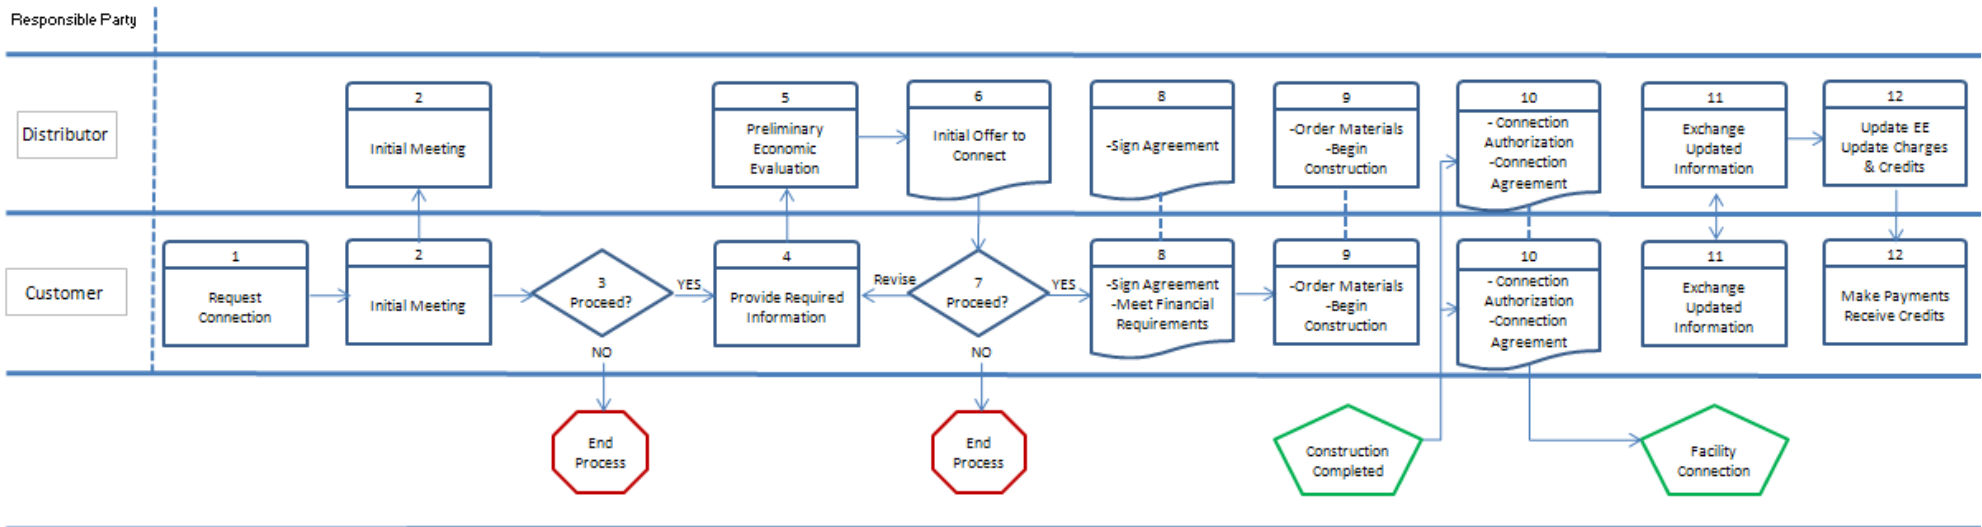 Responsible Party
Distributor
2
Initial Meeting
5
Preliminary
Economic
Evaluation
6
Initial Offer to
Connect
8
-Sign Agreement
9
-Order Materials
-Begin
Construction
10
- Connection
Authorization
-Connection
Agreement
11
Exchange
Updated
Information
12
Update EE
Update Charges
& Credits
Customer
1
Request
Connection
2
Initial Meeting
3
Proceed?
YES
NO
4
Provide Required
Information
Revise
7
Proceed?
YES
NO
8
-Sign Agreement
-Meet Financial
Requirements
9
-Order Materials
-Begin
Construction
10
- Connection
Authorization
-Connection
Agreement
11
Exchange
Updated
Information
12
Make Payments
Receive Credits
End
Process
End
Process
Construction
Completed
Facility
Connection